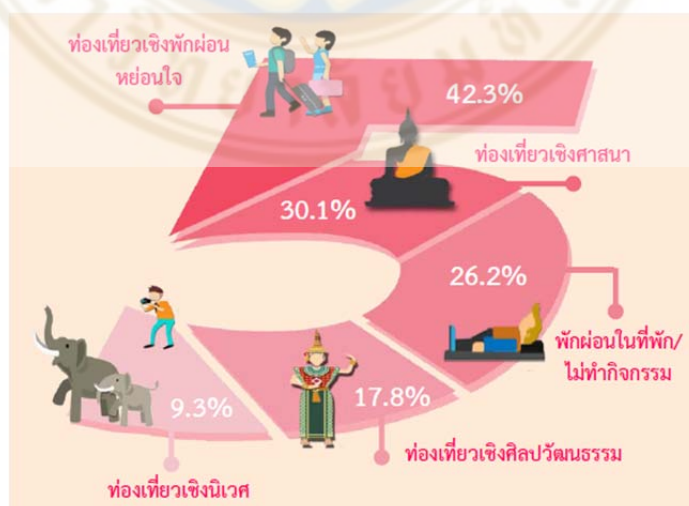 ท่องเที่ยวเชิงพักผ่อน
หย่อนใจ
42.3%
ท่องเที่ยวเชิงศาสนา
30.1%
26.2%
พักผ่อนในที่พัก/
ไม่ทำกิจกรรม
17.8%
ท่องเที่ยวเชิงศิลปวัฒนธรรม
9.3%
ท่องเที่ยวเชิงนิเวศ